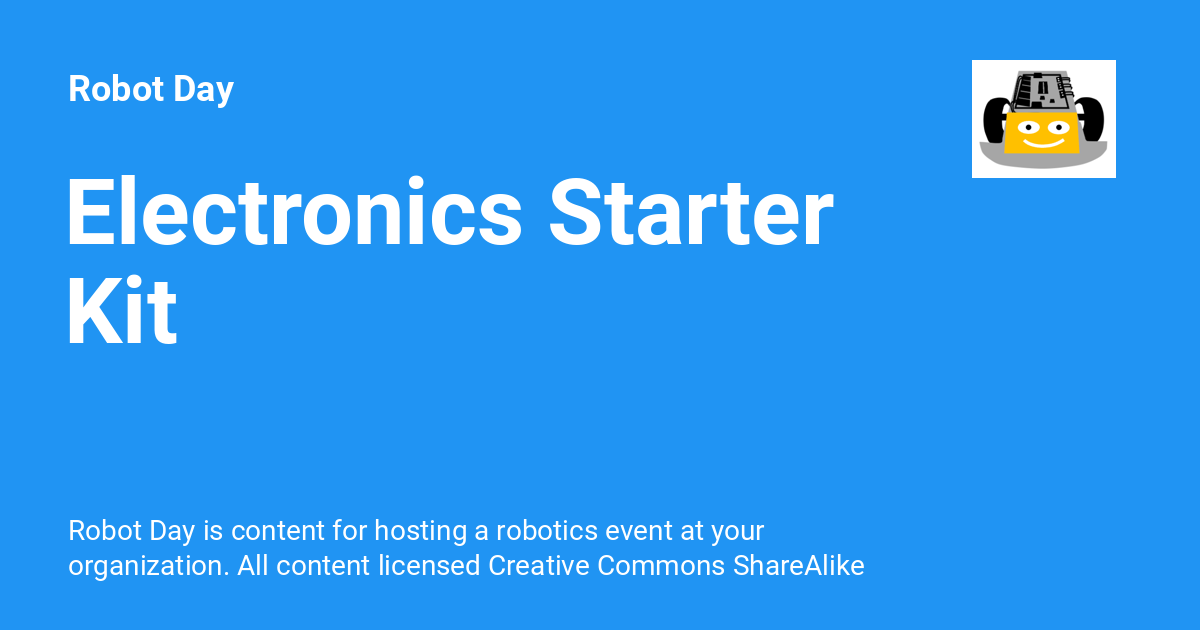 Robot Day
Electronics Starter
Kit
Robot Day is content for hosting a robotics event at your
organization. All content licensed Creative Commons ShareAlike